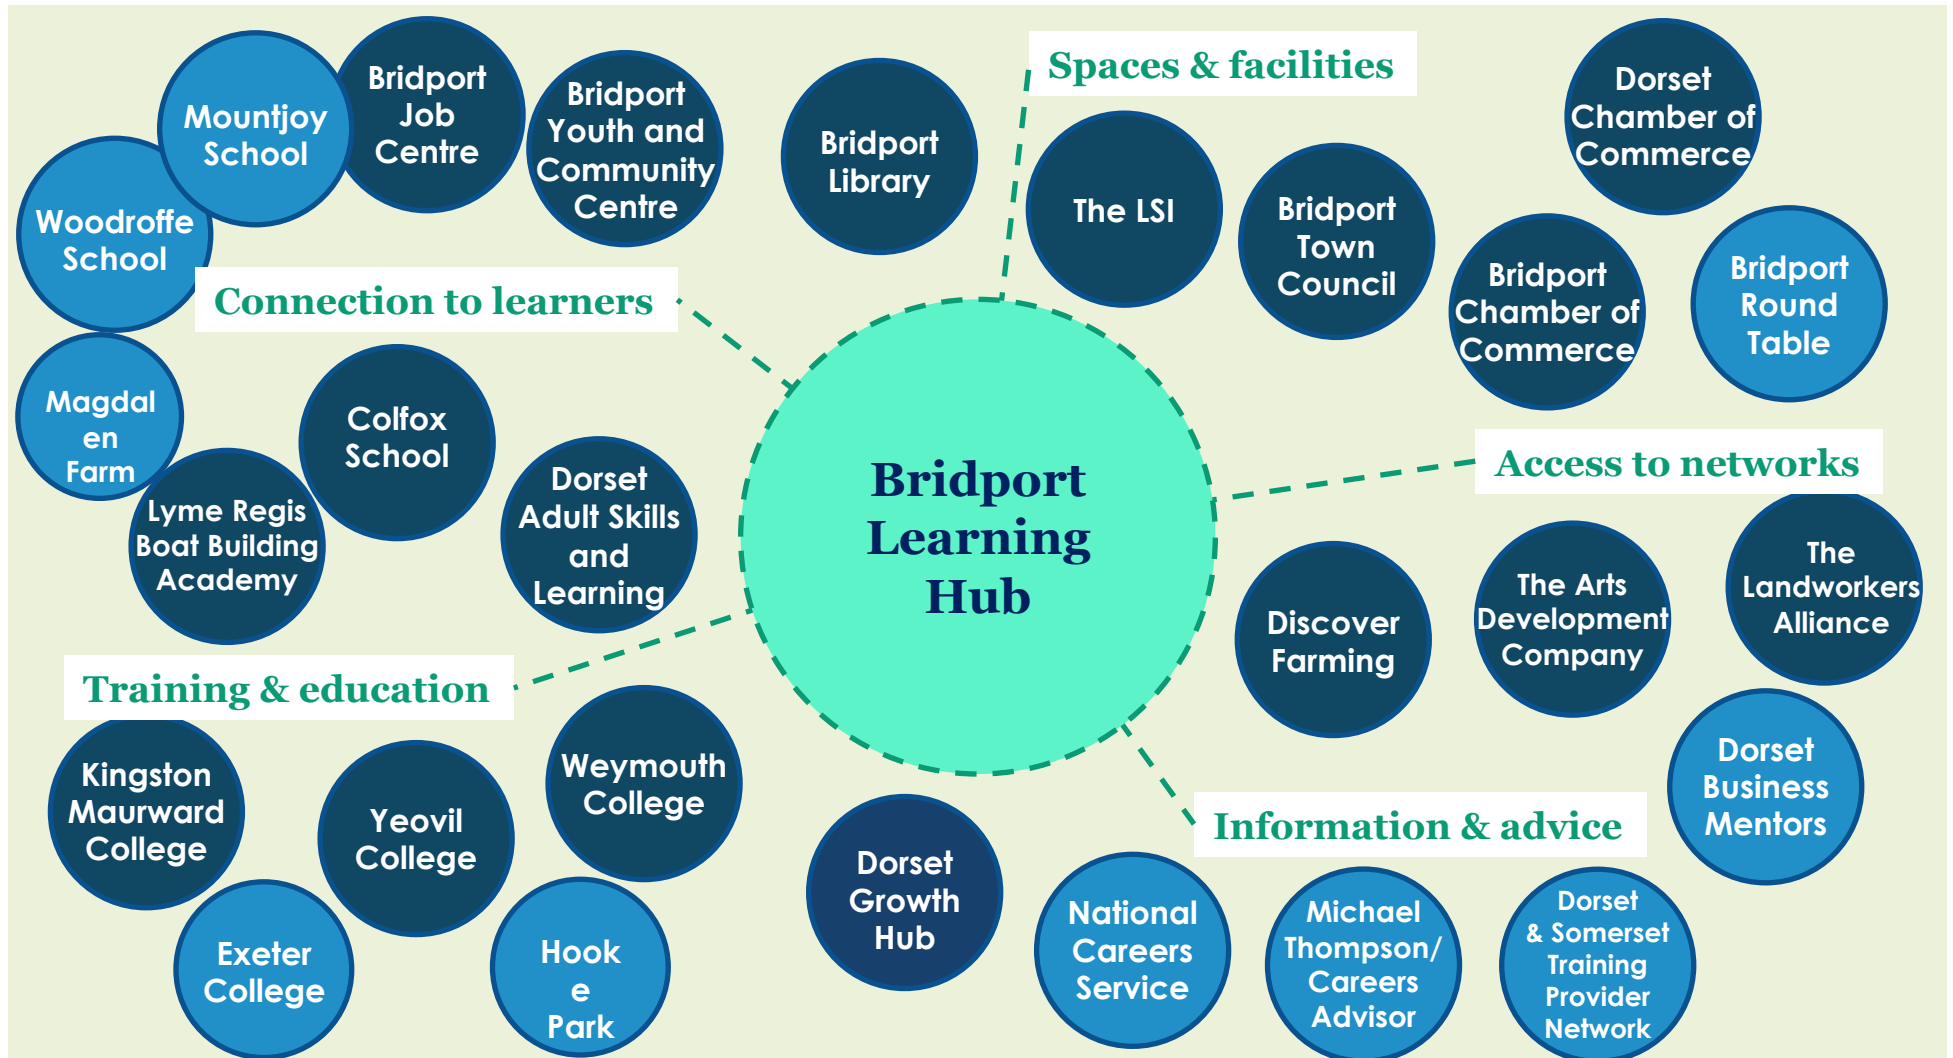 Mountjoy
School
Bridport
Job
Centre
Bridport
Youth and
Community
Centre
Bridport
Library
Spaces & facilities
The LSI
Bridport
Town
Council
Dorset
Chamber of
Commerce
Bridport
Chamber of
Commerce
Bridport
Round
Table
Woodroffe
School
Connection to learners
Magdal
en
Farm
Colfox
School
Lyme Regis
Boat Building
Academy
Dorset
Adult Skills
and
Learning
Bridport
Learning
Hub
Access to networks
Discover
Farming
The Arts
Development
Company
The
Landworkers
Alliance
Training & education
Kingston
Maurward
College
Yeovil
College
Weymouth
College
Exeter
College
Hook
e
Park
Dorset
Growth
Hub
Information & advice
Dorset
Business
Mentors
National
Careers
Service
Michael
Thompson/
Careers
Advisor
Dorset
& Somerset
Training
Provider
Network